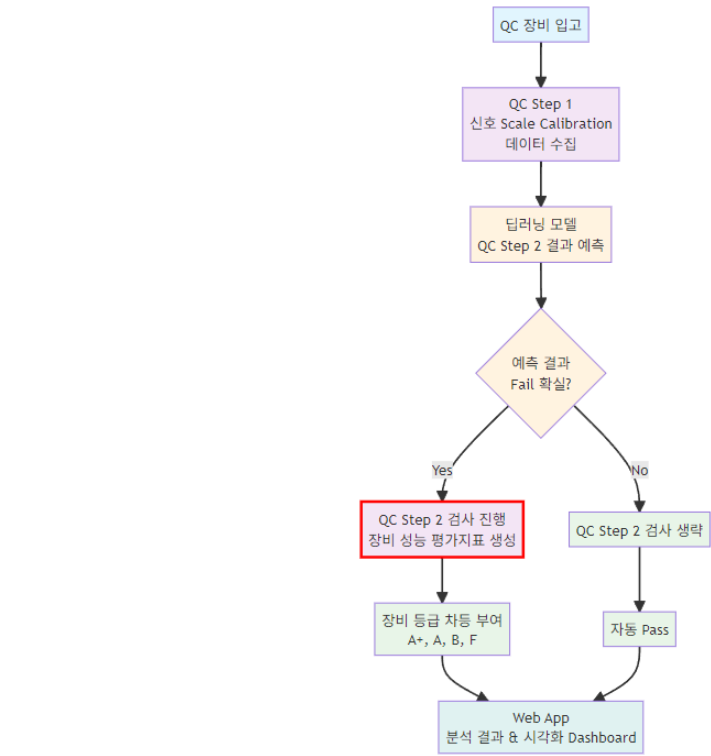 QC 장비 입고
QC Step 1
신호 Scale Calibration
데이터 수집
딥러닝 모델
QC Step 2 결과 예측
예측 결과
Fail 확실?
Yes
No
QC Step 2 검사 진행
장비 성능 평가지표 생성
QC Step 2 검사 생략
장비 등급 차등 부여
A+, A, B, F
자동 Pass
Web App
분석 결과 & 시각화 Dashboard